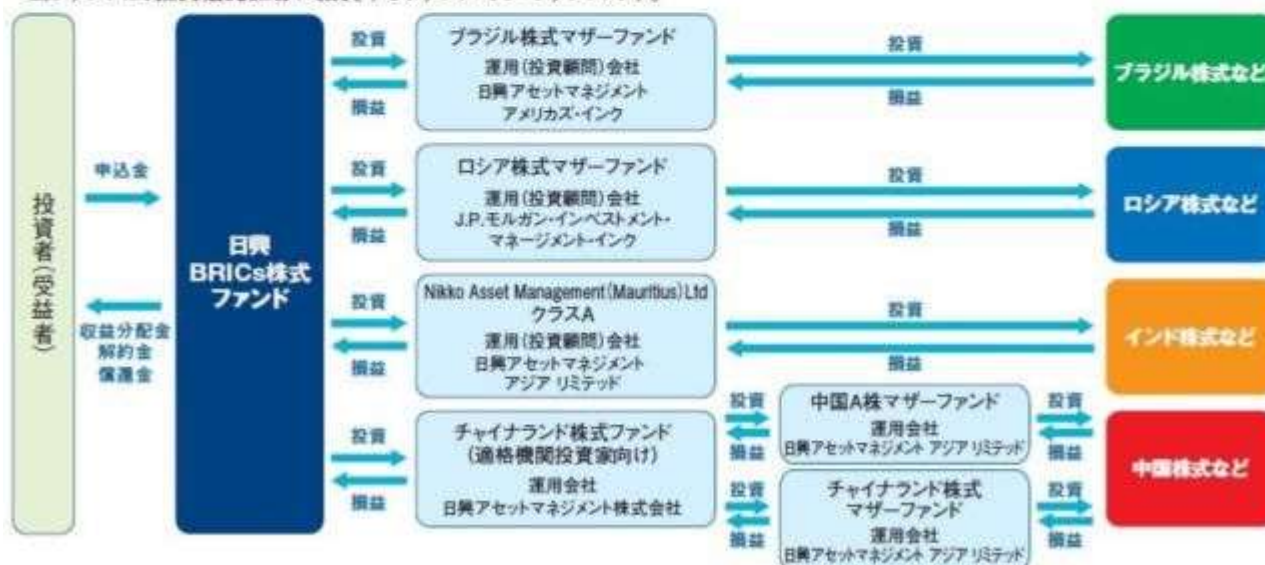 投資者(受益者)
申込金
収益分配金
解約金
償還金
日興
BRICs株式
ファンド
投資
損益
ブラジル株式マザーファンド
運用(投資顧問)会社
日興アセットマネジメント
アメリカズ・インク
投資
損益
ブラジル株式など
投資
損益
ロシア株式マザーファンド
運用(投資顧問)会社
J.P.モルガン・インベストメント・
マネージメント・インク
投資
損益
ロシア株式など
投資
損益
Nikko Asset Management(Mauritius)Ltd
クラスA
運用(投資顧問)会社
日興アセットマネジメント
アジア リミテッド
投資
損益
インド株式など
投資
損益
チャイナランド株式ファンド
(適格機関投資家向け)
運用会社
日興アセットマネジメント株式会社
投資
損益
中国A株マザーファンド
運用会社
日興アセットマネジメント アジア リミテッド
投資
損益
投資
損益
チャイナランド株式
マザーファンド
運用会社
日興アセットマネジメント アジア リミテッド
投資
損益
中国株式など